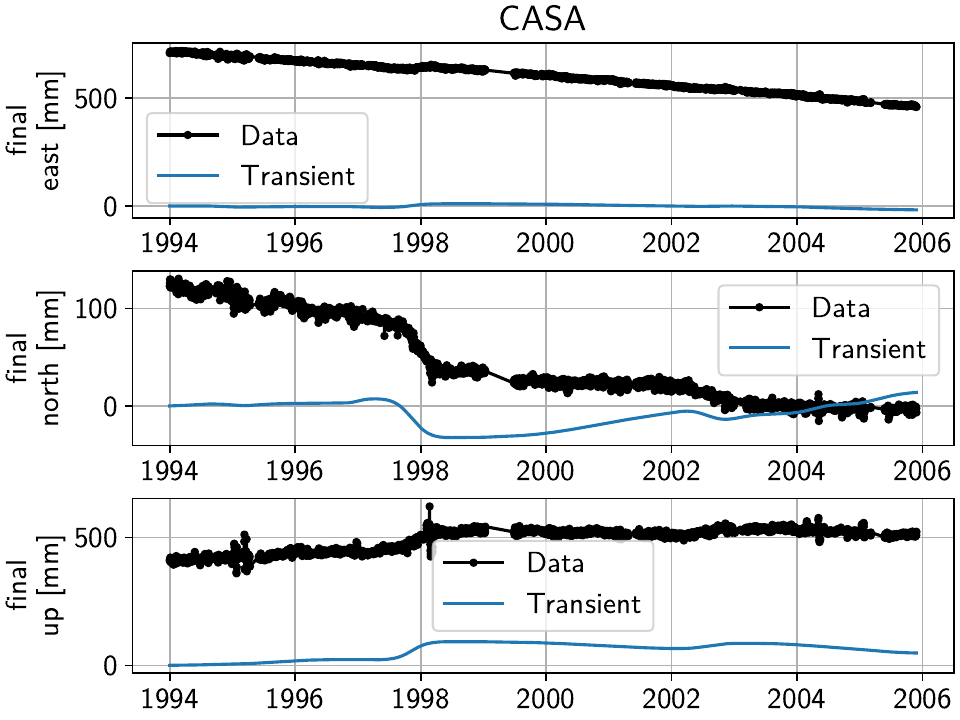 CASA
final
east [mm]
500
0
Data
Transient
1994 1996 1998 2000 2002 2004 2006
final
north [mm]
100
0
Data
Transient
1994 1996 1998 2000 2002 2004 2006
final
up [mm]
500
0
Data
Transient
1994 1996 1998 2000 2002 2004 2006